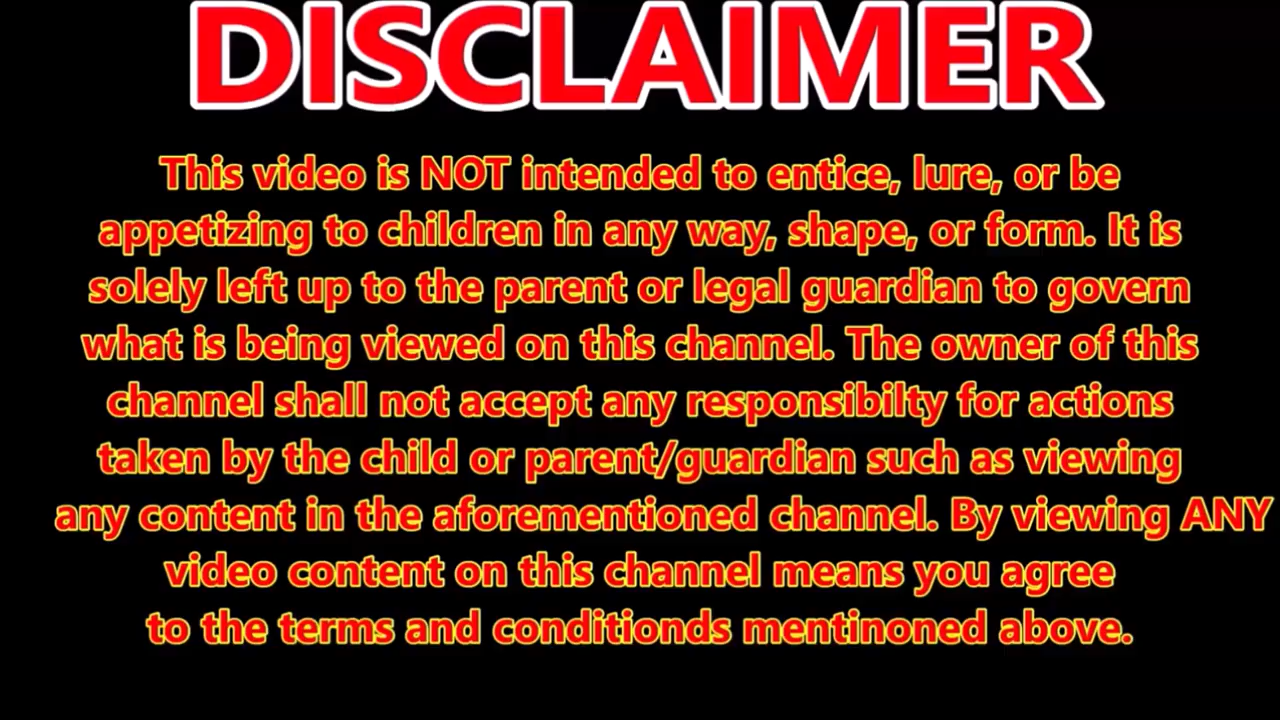 DISCLAIMER
This video is NOT intended to entice, lure, or be
appetizing to children in any way, shape, or form. It is
solely left up to the parent or legal guardian to govern
what is being viewed on this channel. The owner of this
channel shall not accept any responsibilty for actions
taken by the child or parent/guardian such as viewing
any content in the aforementioned channel. By viewing ANY
video content on this channel means you agree
to the terms and conditionds mentinoned above.